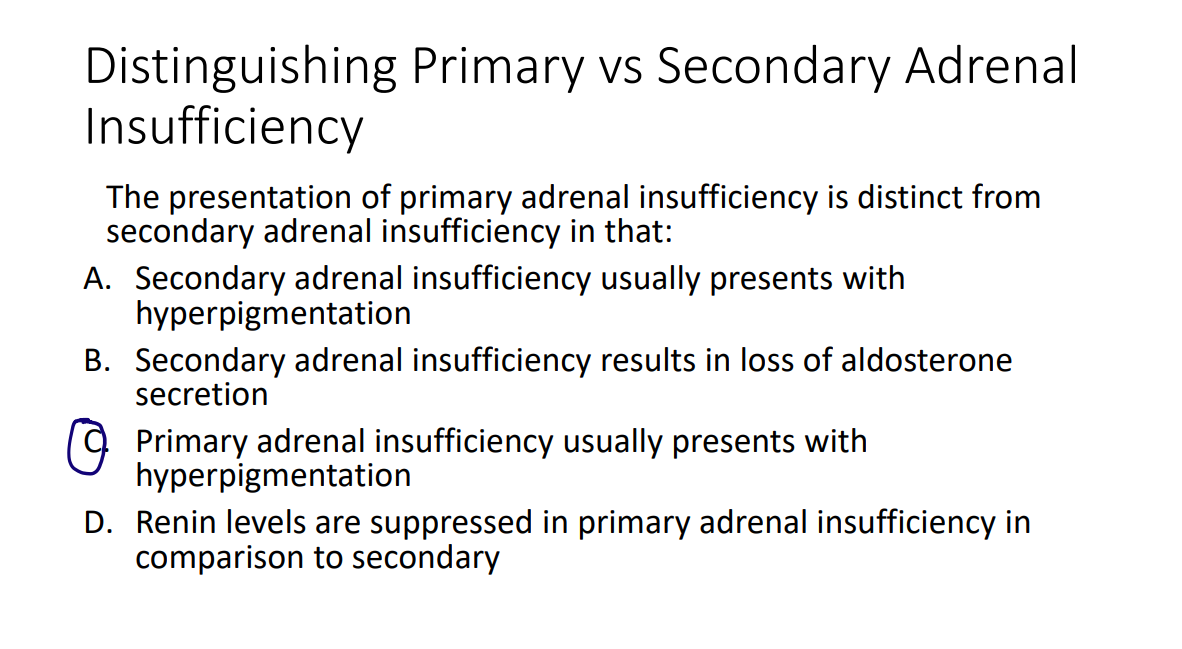 Distinguishing Primary vs Secondary Adrenal
Insufficiency
The presentation of primary adrenal insufficiency is distinct from
secondary adrenal insufficiency in that:
A. Secondary adrenal insufficiency usually presents with
hyperpigmentation
B. Secondary adrenal insufficiency results in loss of aldosterone
secretion
C. Primary adrenal insufficiency usually presents with
hyperpigmentation
D. Renin levels are suppressed in primary adrenal insufficiency in
comparison to secondary